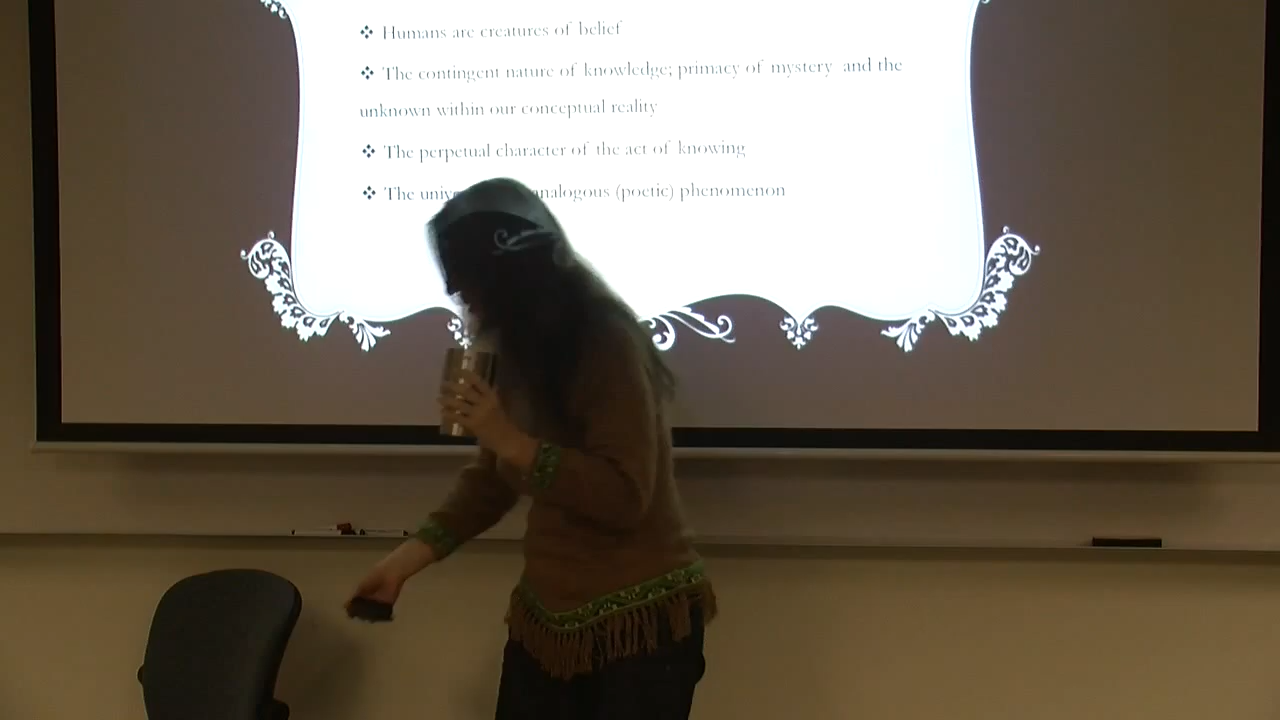 ❖ Humans are creatures of belief
❖ The contingent nature of knowledge; primacy of mystery and the
unknown within our conceptual reality
❖ The perpetual character of the act of knowing
❖ The analogous (poetic) phenomenon